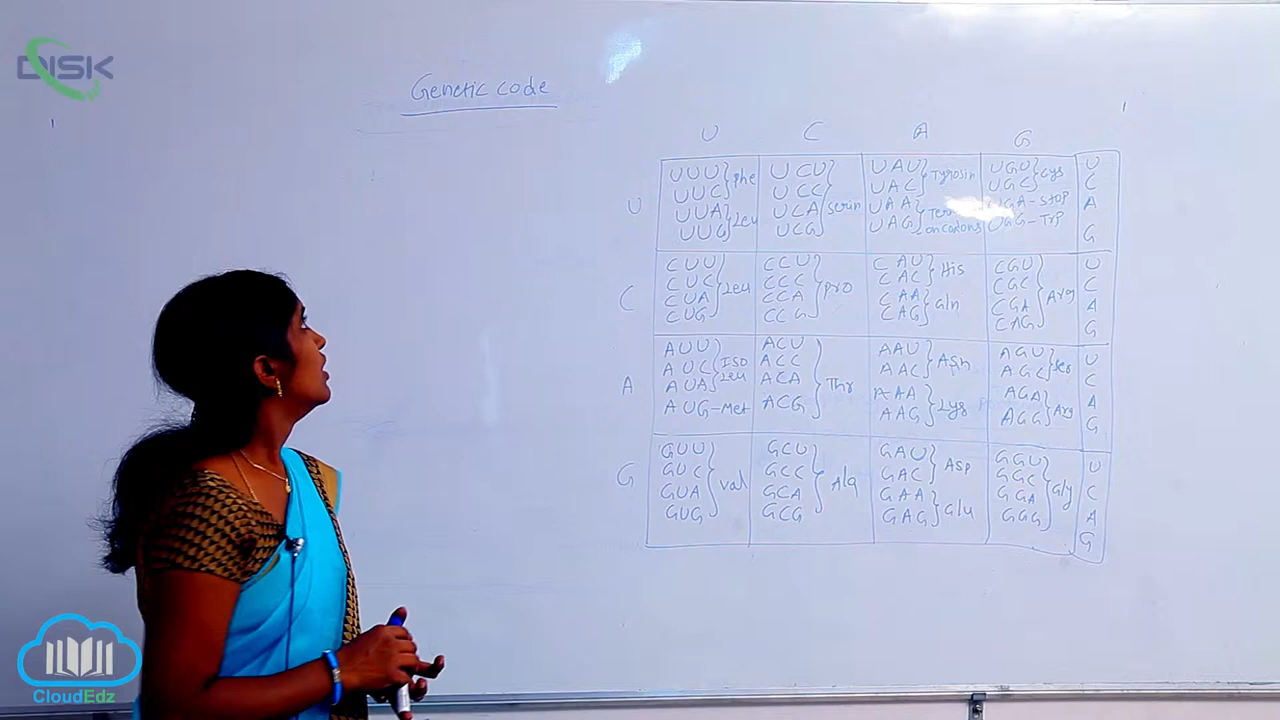 DISK
Genetic code
U C A G
UUU UCU UAU UGU U
UUC } Phe UCC UAC } Tyrosin UGC } Cys C
U UUA UCA } Serin UAA UGA - Stop A
UUG } Leu UCG UAG } on codons UGG - Trp G
CUU CCU CAU CGU U
C CUC CCC CAC } His CGC C
CUA } Leu CCA } Pro CAA CGA } Arg A
CUG CCG CAG } Gln CAG G
AUU ACU AAU AGU U
AUC } ISO Leu ACC AAC } Asn AGC } Ser C
A AUA ACA } Thr AAA AGA A
AUG - Met ACG AAG } Lys AGG } Arg G
GUU GCU GAU GGU U
G GUC GCC GAC } Asp GGC C
GUA } Val GCA } Ala GAA GGA } Gly A
GUG GCG GAG } Glu GGG G
CloudEdz